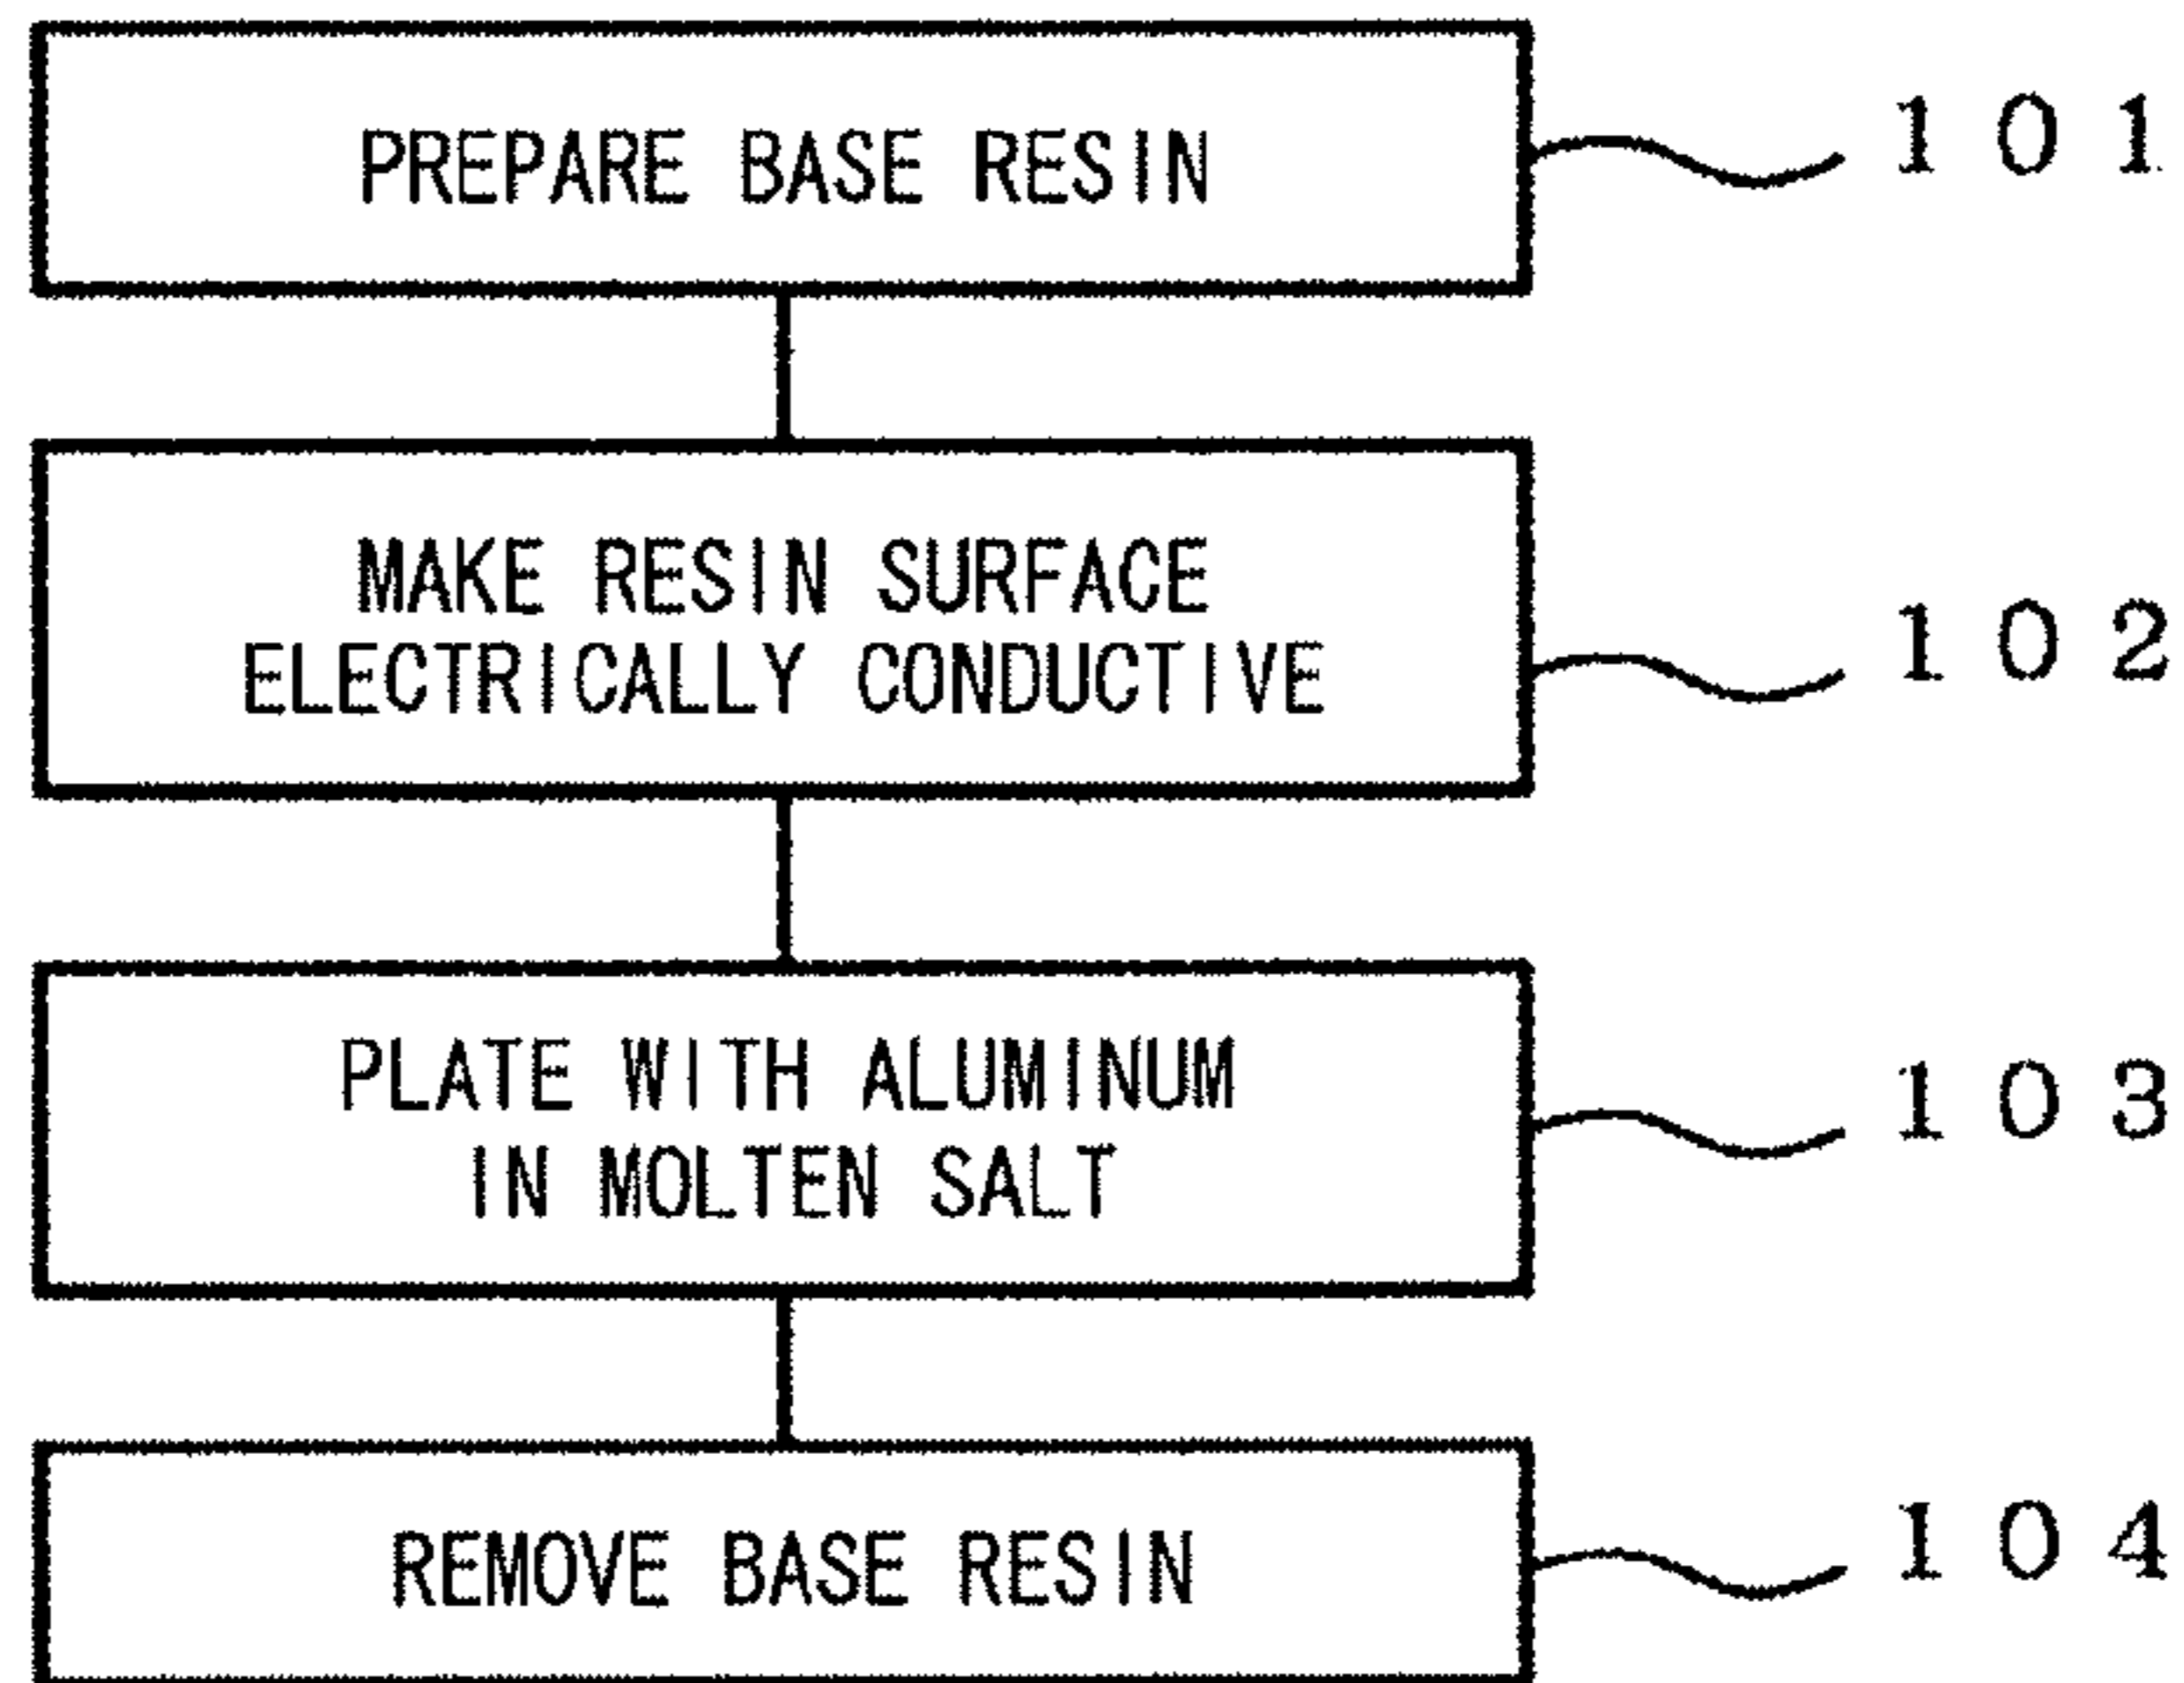 PREPARE BASE RESIN
101
MAKE RESIN SURFACE
ELECTRICALLY CONDUCTIVE
102
PLATE WITH ALUMINUM
IN MOLTEN SALT
103
REMOVE BASE RESIN
104